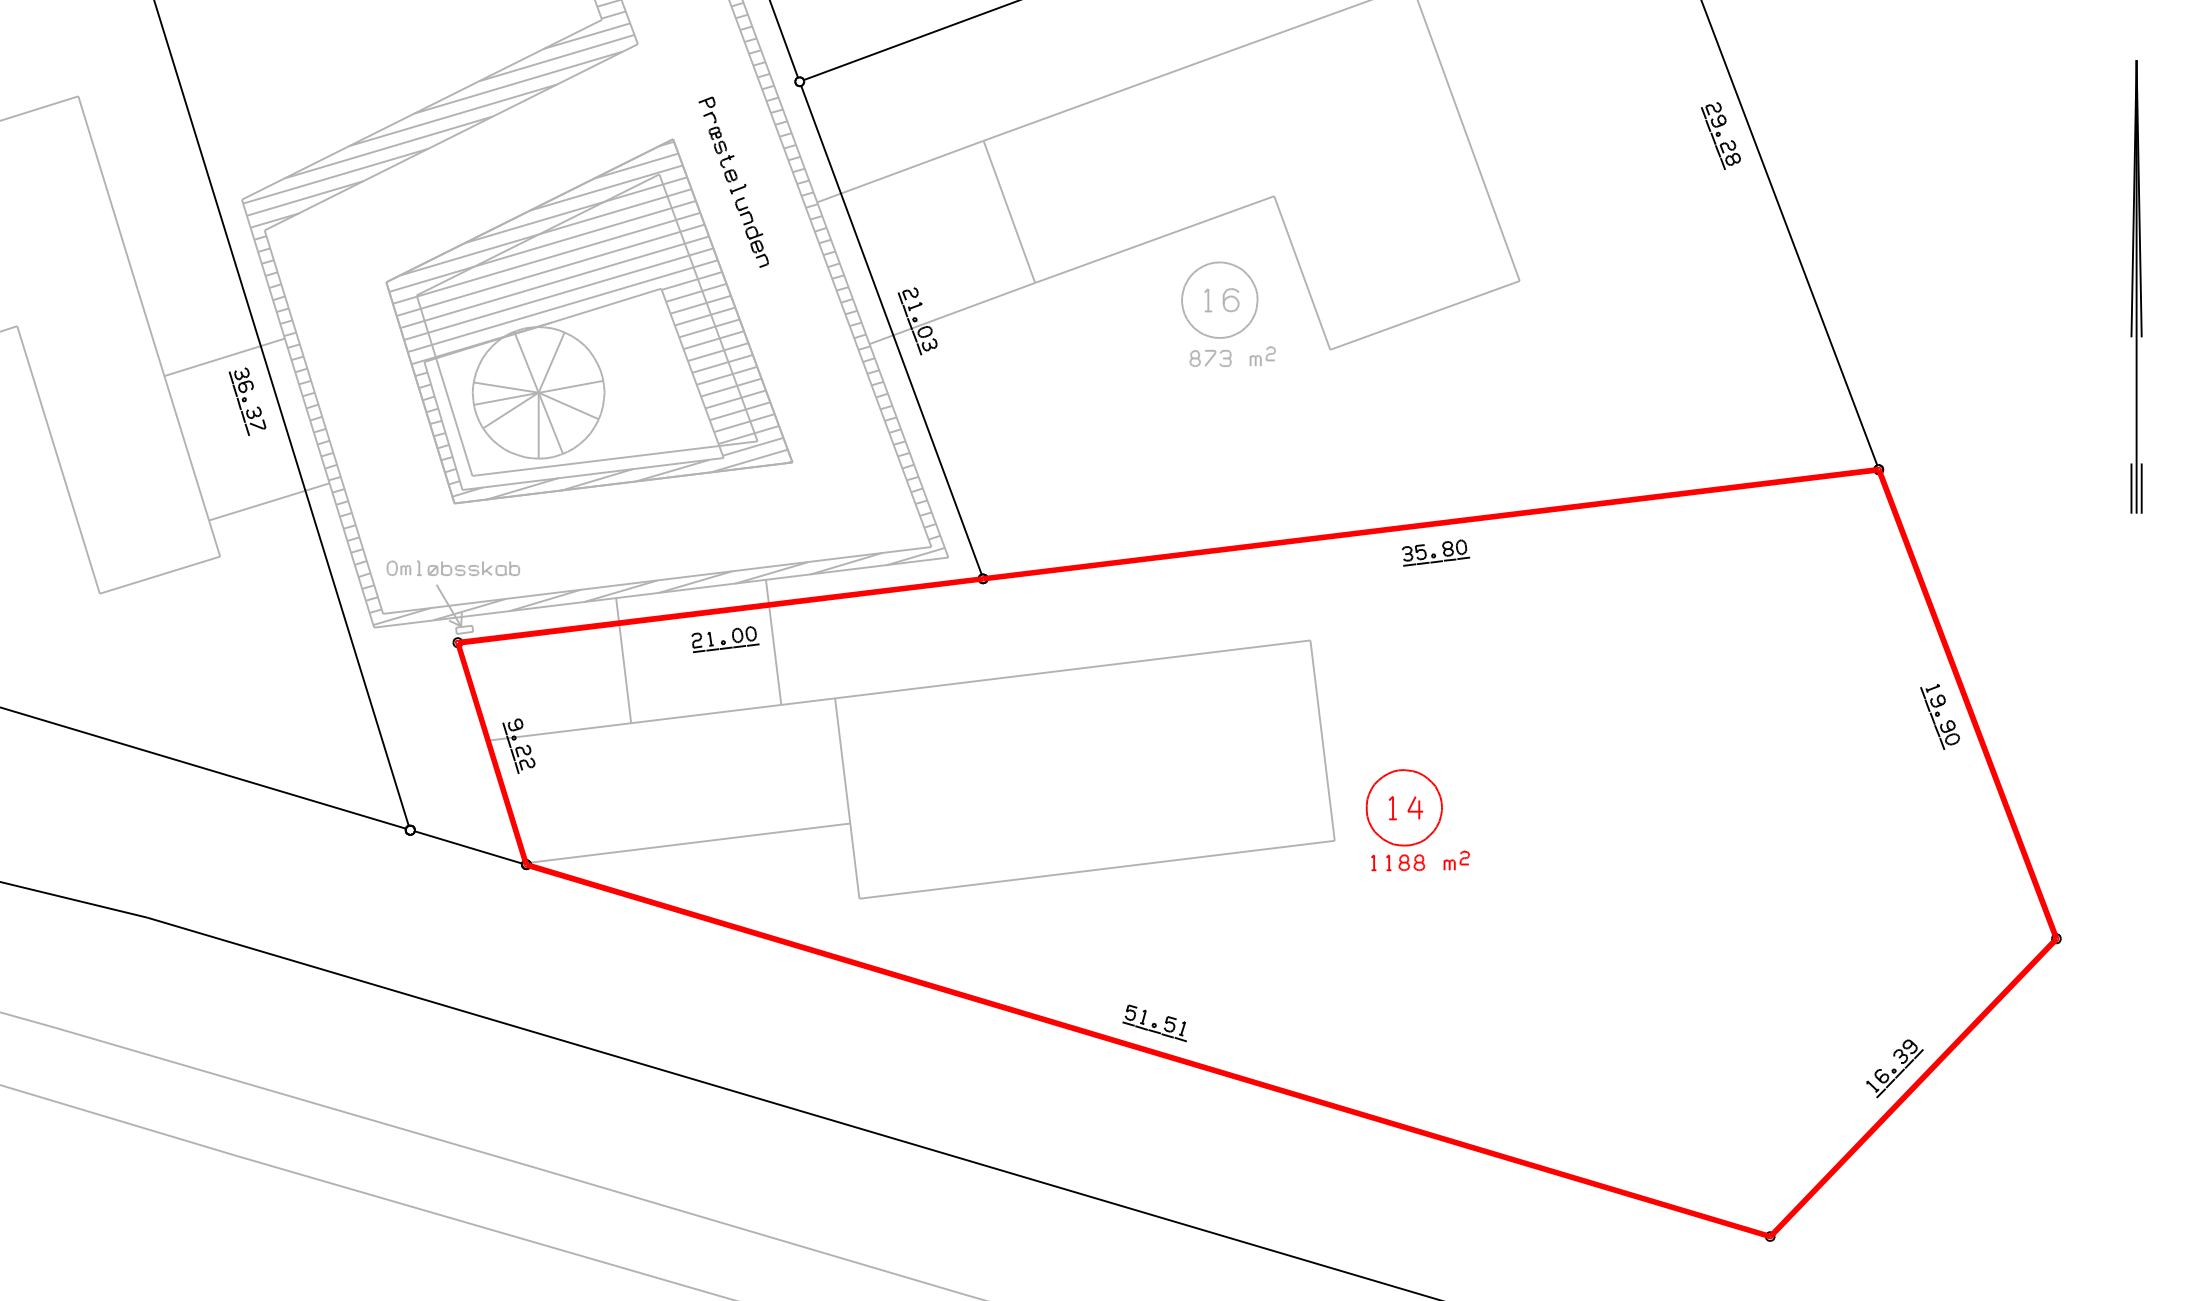 Præstelunden
29.28
21.03
16
873 m²
36.37
Omløbsskab
35.80
21.00
9.22
19.90
14
1188 m²
51.51
16.39